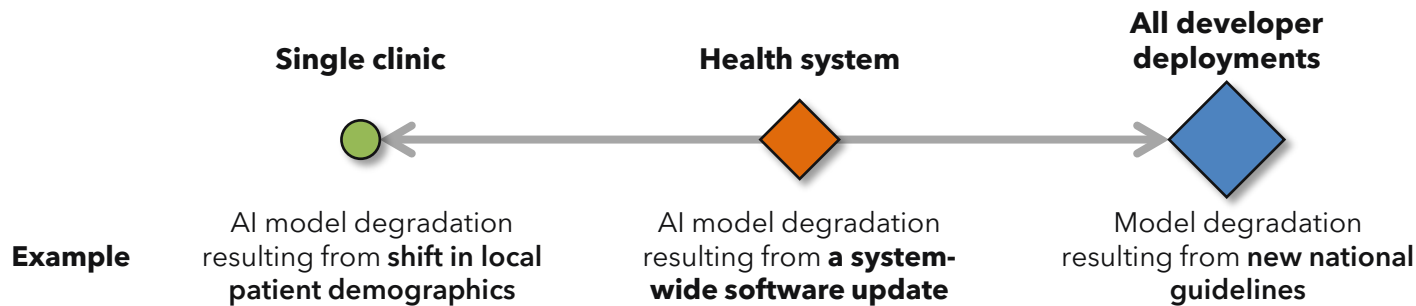 Single clinic
Health system
All developer
deployments
Example
AI model degradation
resulting from shift in local
patient demographics
AI model degradation
resulting from a system-
wide software update
Model degradation
resulting from new national
guidelines